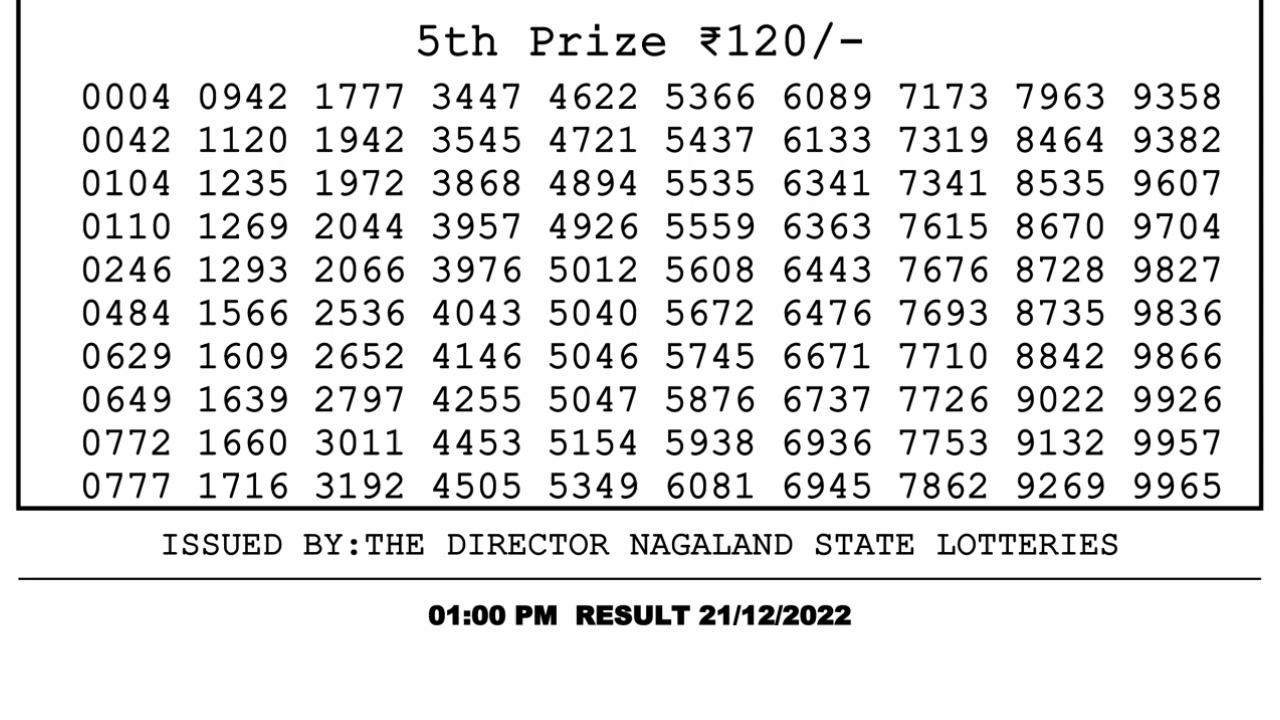 5th Prize ₹120/-
0004 0942 1777 3447 4622 5366 6089 7173 7963 9358
0042 1120 1942 3545 4721 5437 6133 7319 8464 9382
0104 1235 1972 3868 4894 5535 6341 7341 8535 9607
0110 1269 2044 3957 4926 5559 6363 7615 8670 9704
0246 1293 2066 3976 5012 5608 6443 7676 8728 9827
0484 1566 2536 4043 5040 5672 6476 7693 8735 9836
0629 1609 2652 4146 5046 5745 6671 7710 8842 9866
0649 1639 2797 4255 5047 5876 6737 7726 9022 9926
0772 1660 3011 4453 5154 5938 6936 7753 9132 9957
0777 1716 3192 4505 5349 6081 6945 7862 9269 9965
ISSUED BY:THE DIRECTOR NAGALAND STATE LOTTERIES
01:00 PM RESULT 21/12/2022